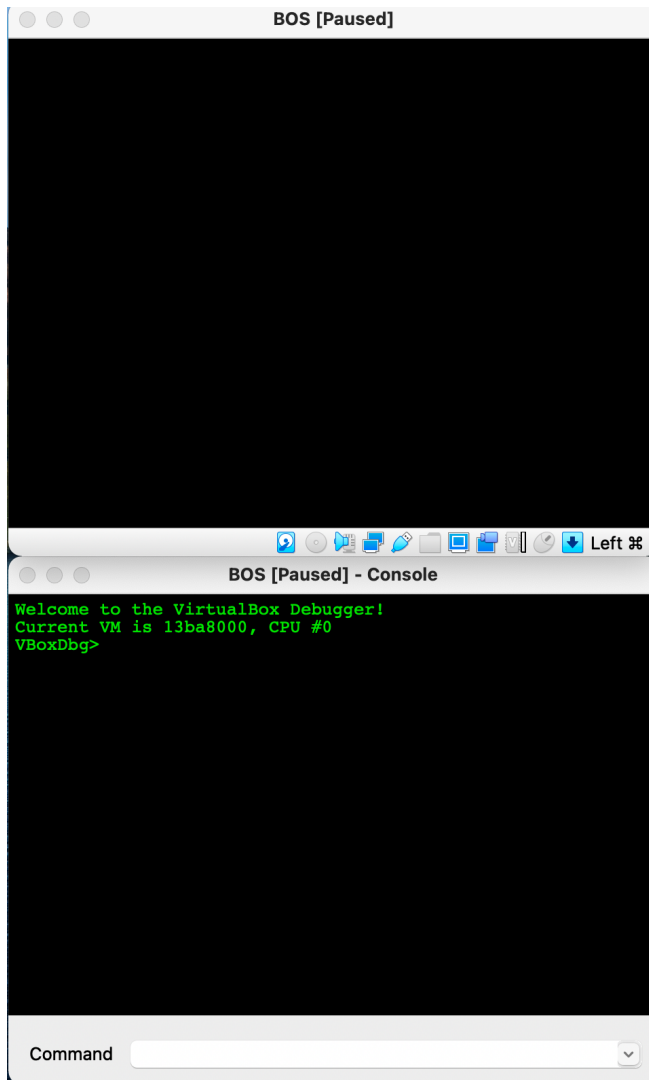 BOS [Paused]
Left ⌘
BOS [Paused] - Console
Welcome to the VirtualBox Debugger!
Current VM is 13ba8000, CPU #0
VBoxDbg>
Command